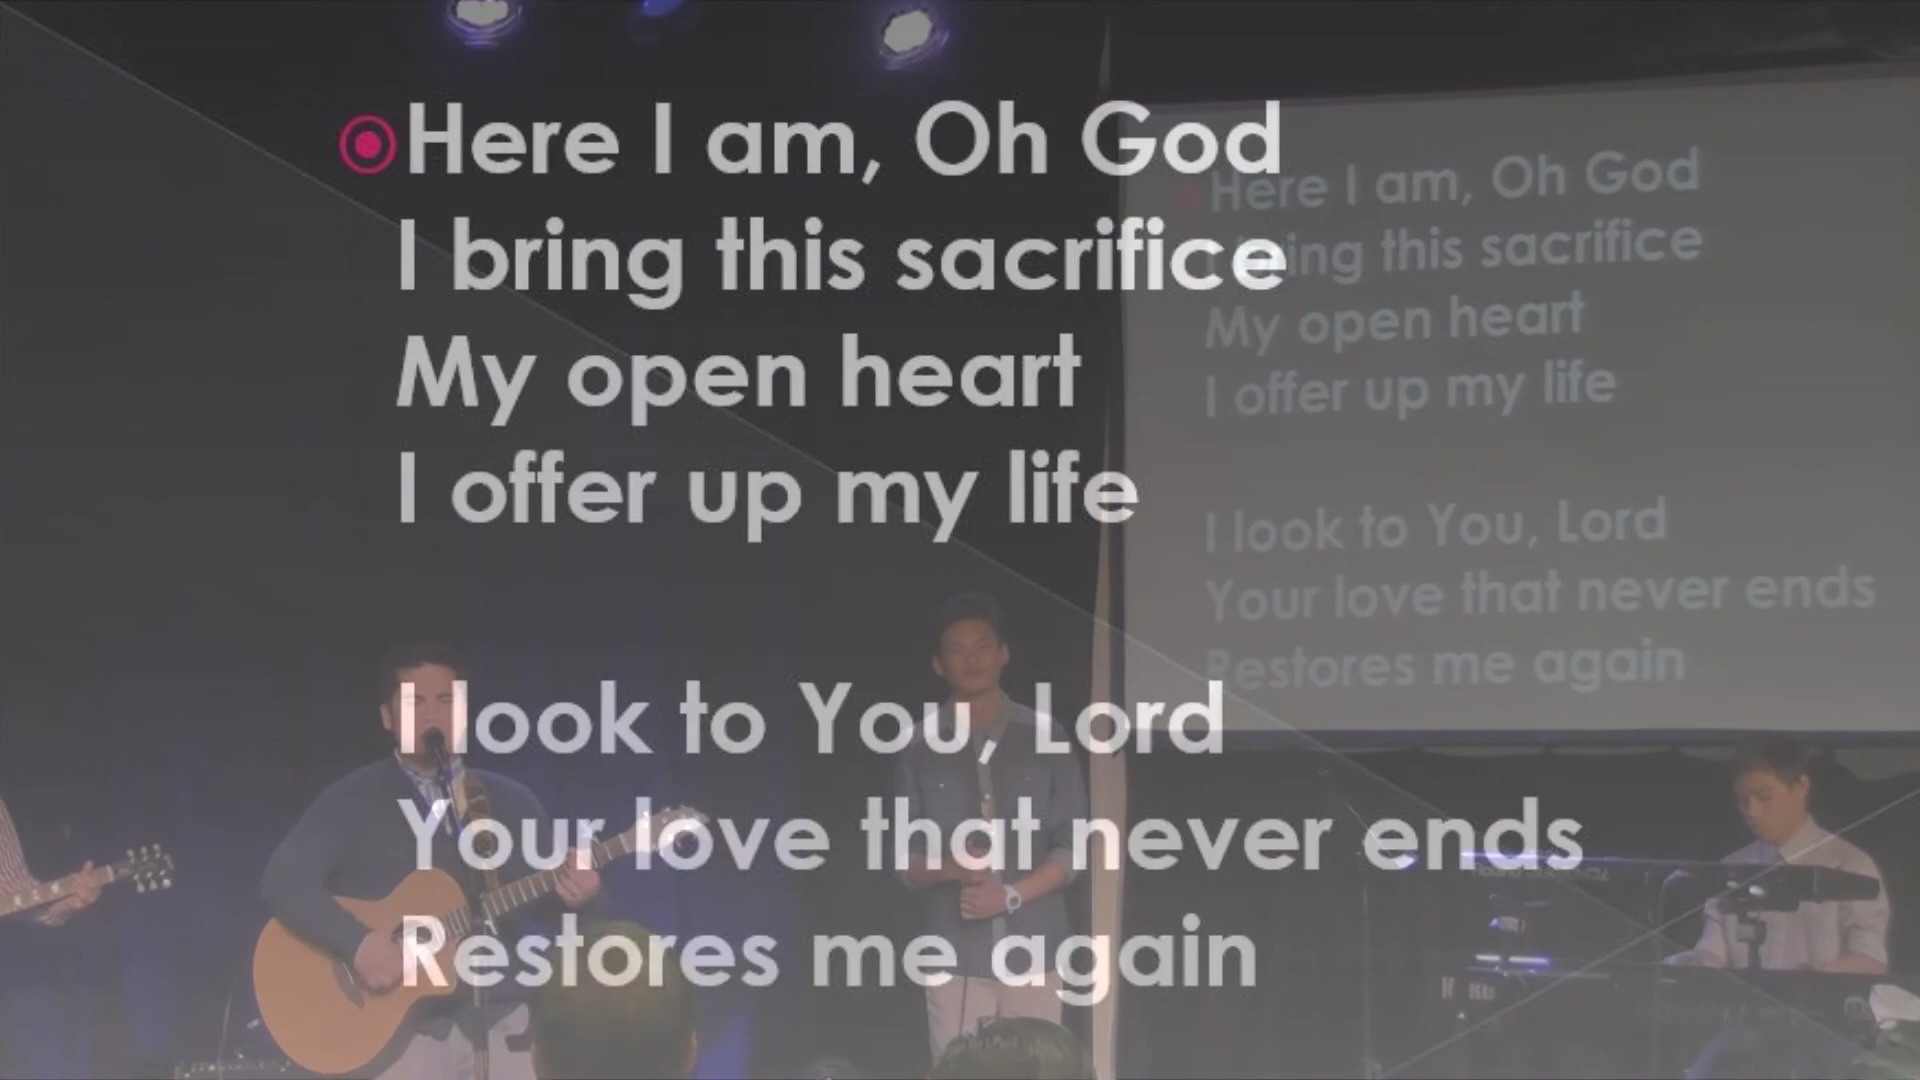 Here I am, Oh God
I bring this sacrifice
My open heart
I offer up my life
I look to You, Lord
Your love that never ends
Restores me again
Here I am, Oh God
bring this sacrifice
My open heart
I offer up my life
I look to You, Lord
Your love that never ends
Restores me again